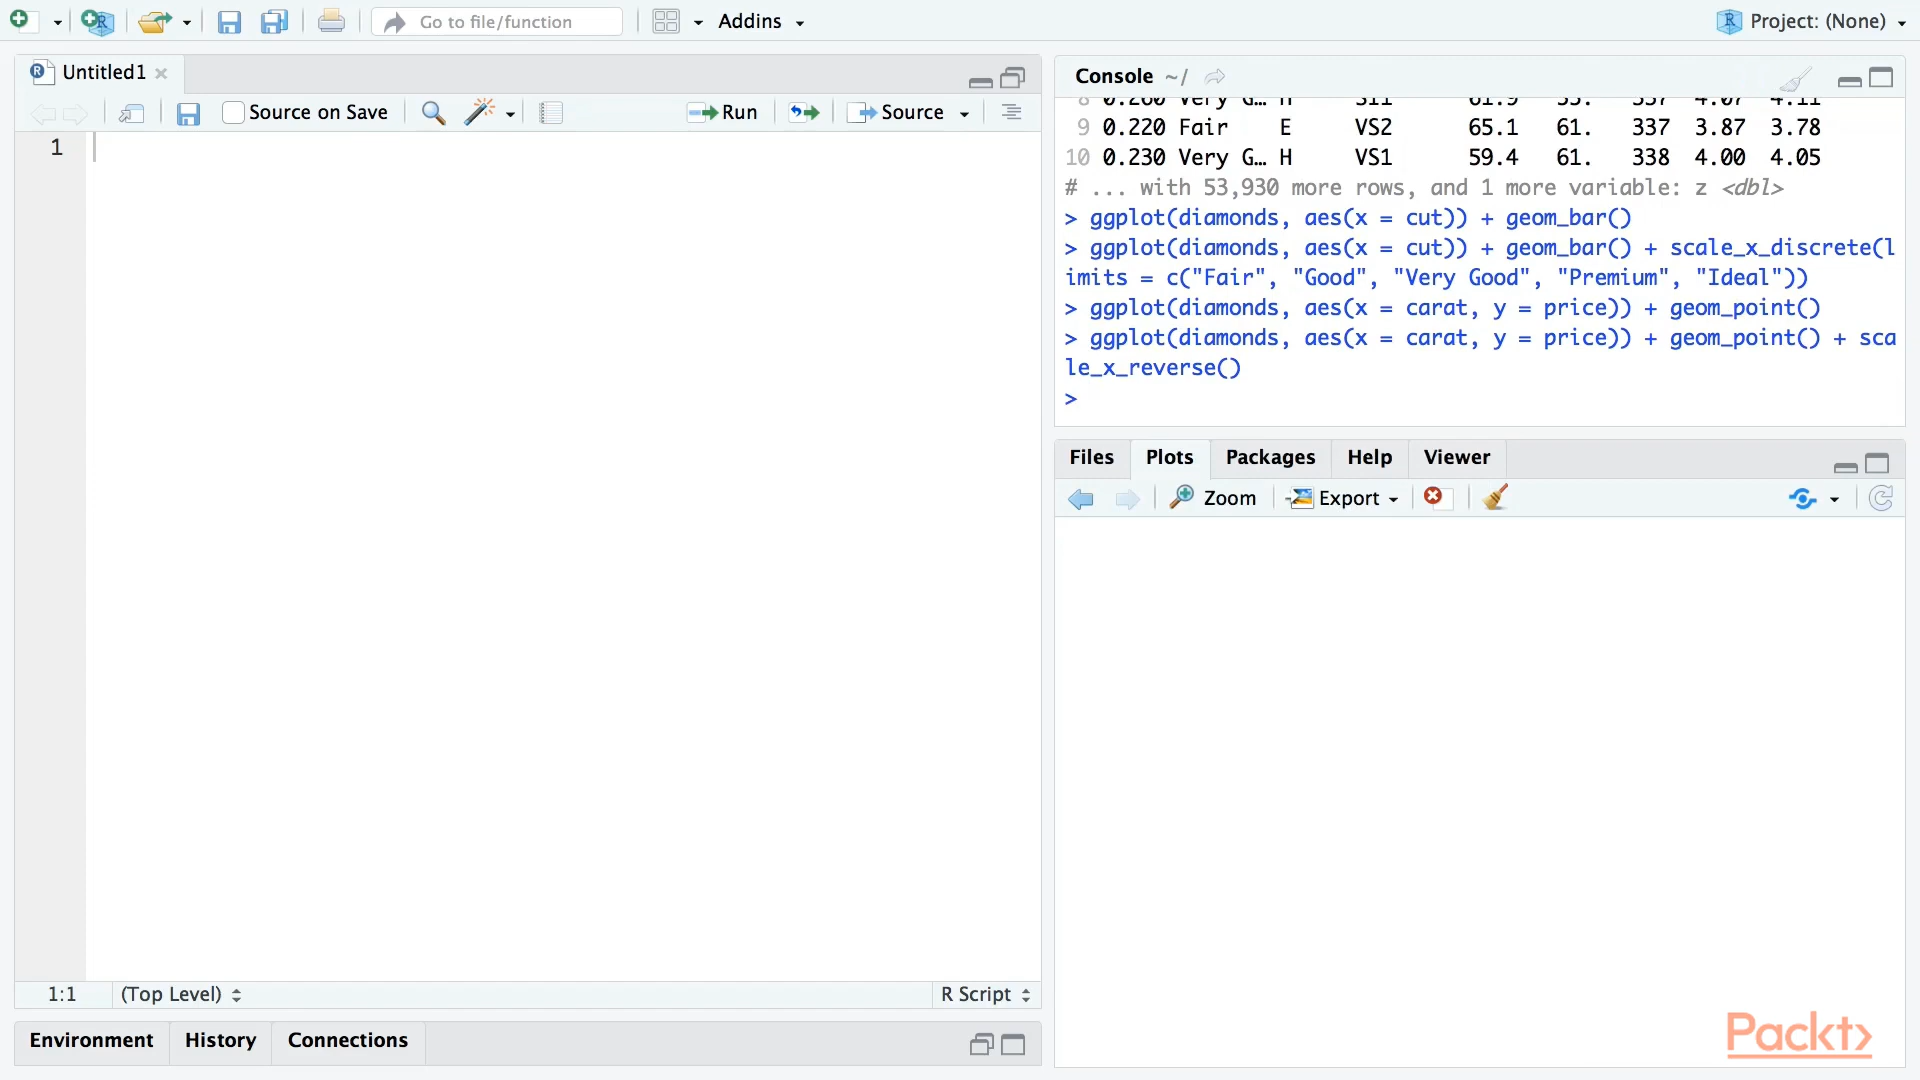 Go to file/function
Addins
Project: (None)
Untitled1
Source on Save
Run
Source
1
1:1
(Top Level)
R Script
Environment
History
Connections
Console ~/
8 0.260 Very G… H SI1 61.9 55. 337 4.07 4.11
9 0.220 Fair E VS2 65.1 61. 337 3.87 3.78
10 0.230 Very G… H VS1 59.4 61. 338 4.00 4.05
# ... with 53,930 more rows, and 1 more variable: z <dbl>
> ggplot(diamonds, aes(x = cut)) + geom_bar()
> ggplot(diamonds, aes(x = cut)) + geom_bar() + scale_x_discrete(l
imits = c("Fair", "Good", "Very Good", "Premium", "Ideal"))
> ggplot(diamonds, aes(x = carat, y = price)) + geom_point()
> ggplot(diamonds, aes(x = carat, y = price)) + geom_point() + sca
le_x_reverse()
>
Files
Plots
Packages
Help
Viewer
Zoom
Export
Packt>